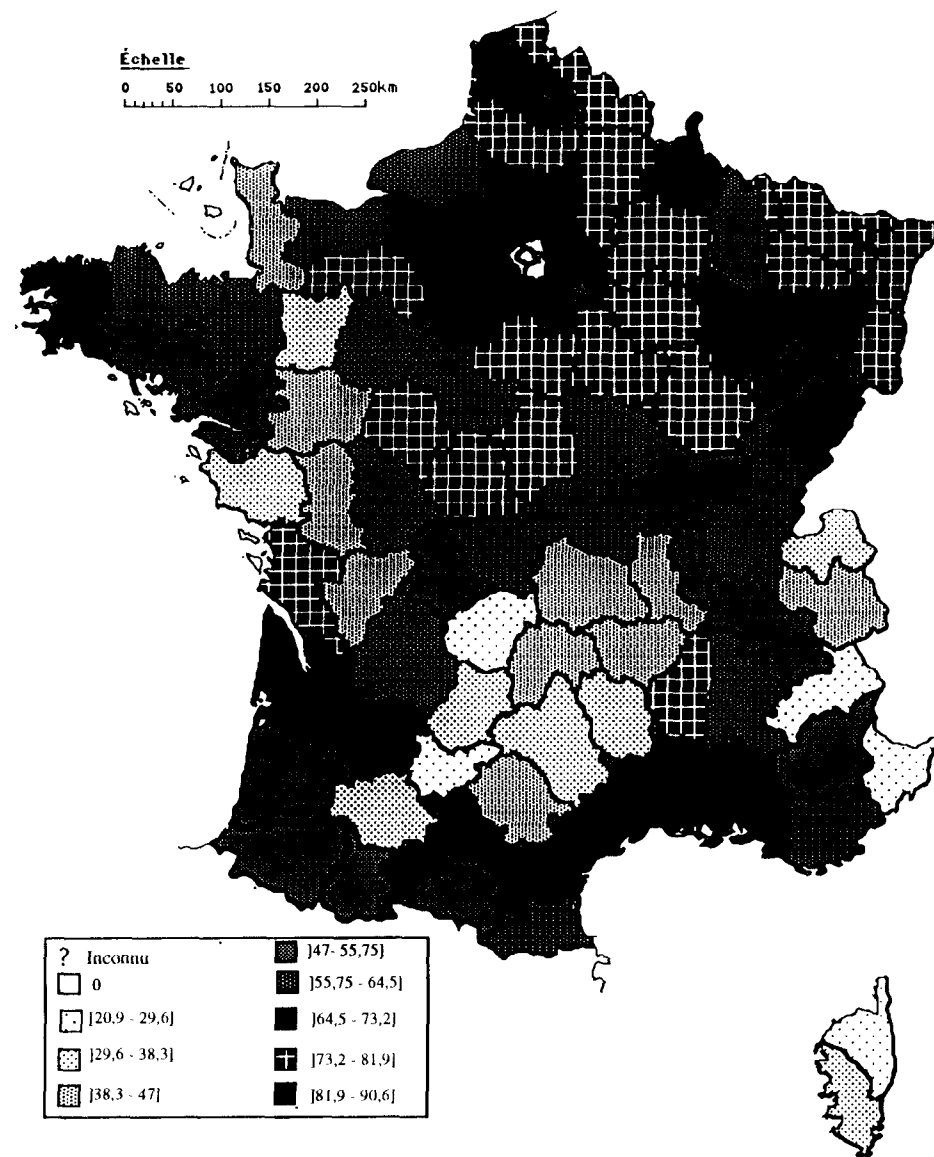 Échelle
0 50 100 150 200 250km
? Inconnu
0
]20,9 - 29,6]
]29,6 - 38,3]
]38,3 - 47]
]47- 55,75]
]55,75 - 64,5]
]64,5 - 73,2]
]73,2 - 81,9]
]81,9 - 90,6]